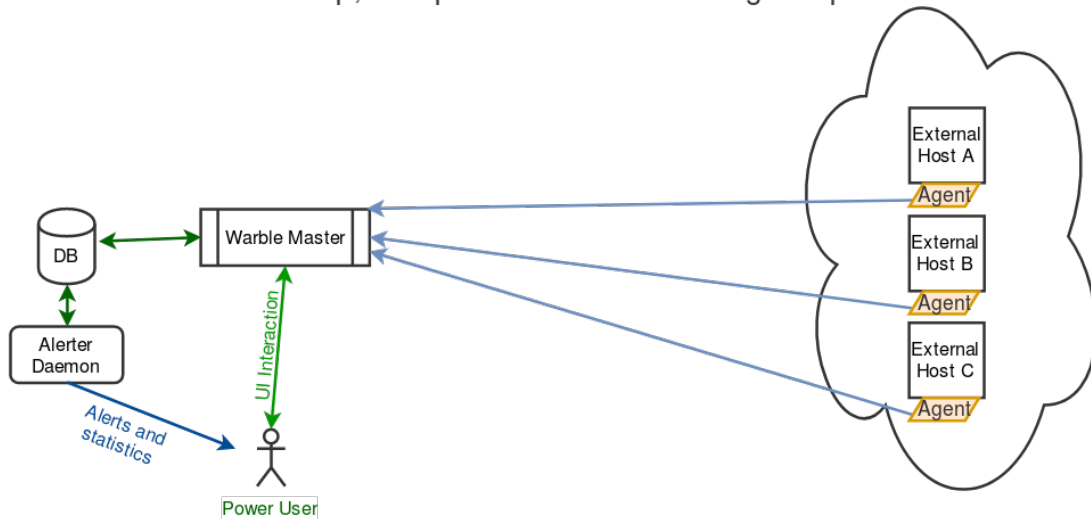 External
Host A
Agent
External
Host B
Agent
External
Host C
Agent
Warble Master
DB
Alerter
Daemon
UI Interaction
Alerts and
statistics
Power User